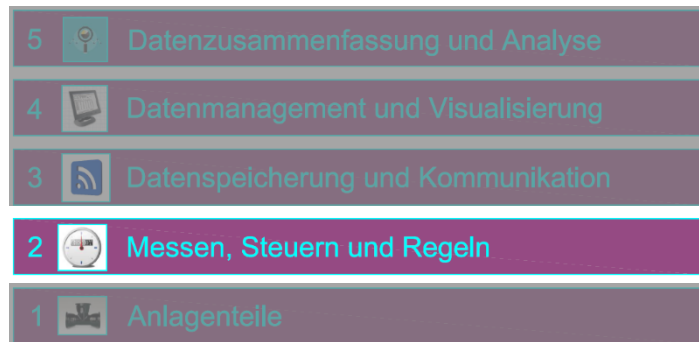 5 Datenzusammenfassung und Analyse
4 Datenmanagement und Visualisierung
3 Datenspeicherung und Kommunikation
2 Messen, Steuern und Regeln
1 Anlagenteile